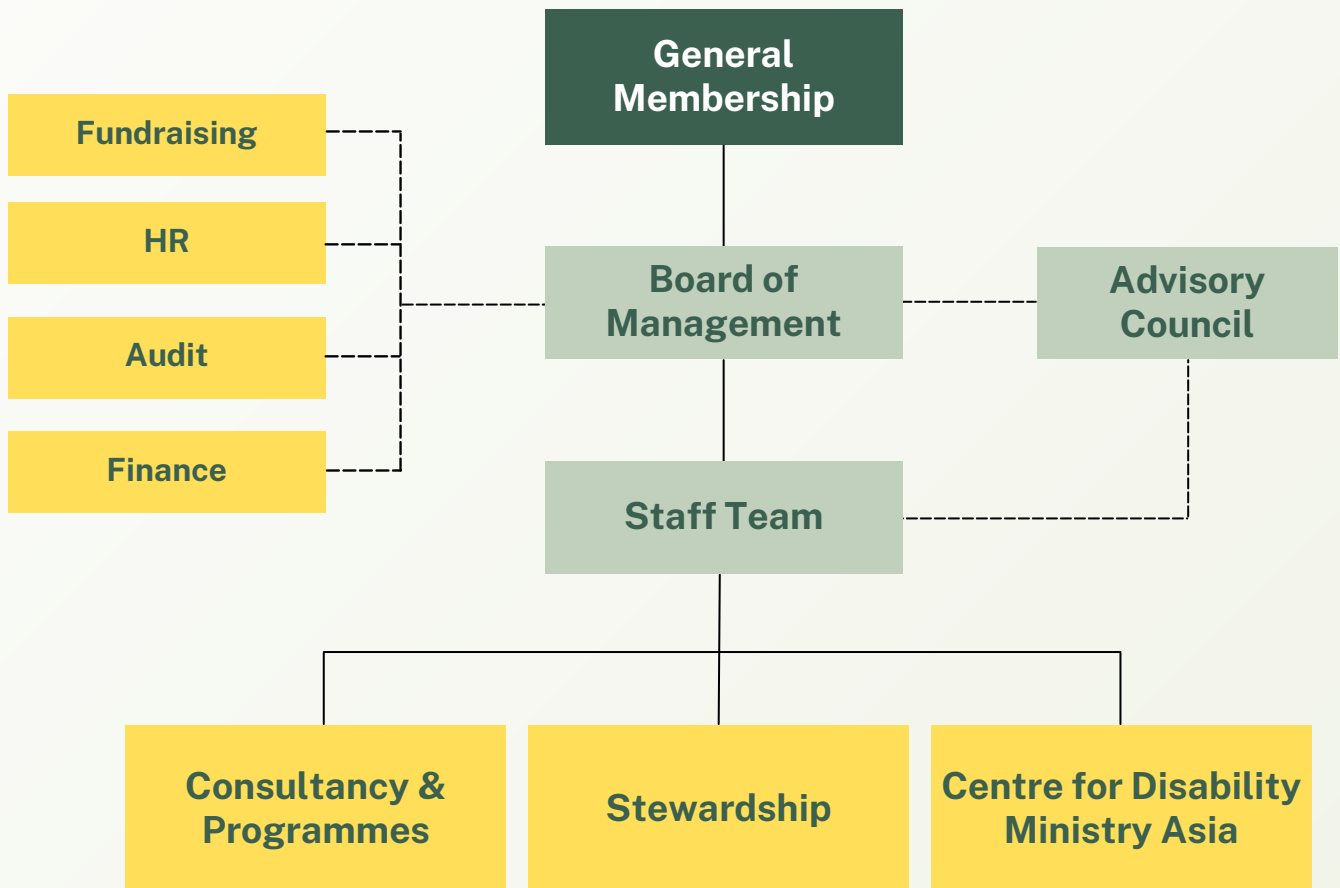 General
Membership
Fundraising
HR
Audit
Finance
Board of
Management
Advisory
Council
Staff Team
Consultancy &
Programmes
Stewardship
Centre for Disability
Ministry Asia